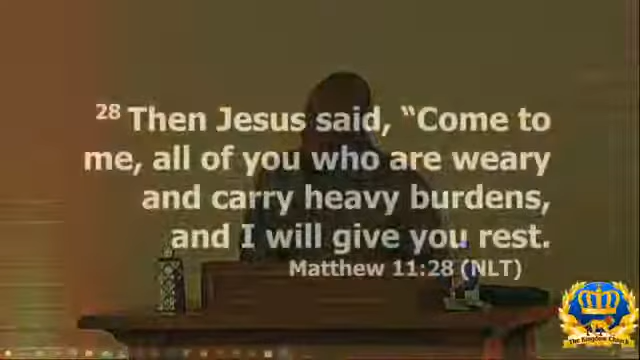 28 Then Jesus said, “Come to
me, all of you who are weary
and carry heavy burdens,
and I will give you rest.
Matthew 11:28 (NLT)
The Kingdom Church